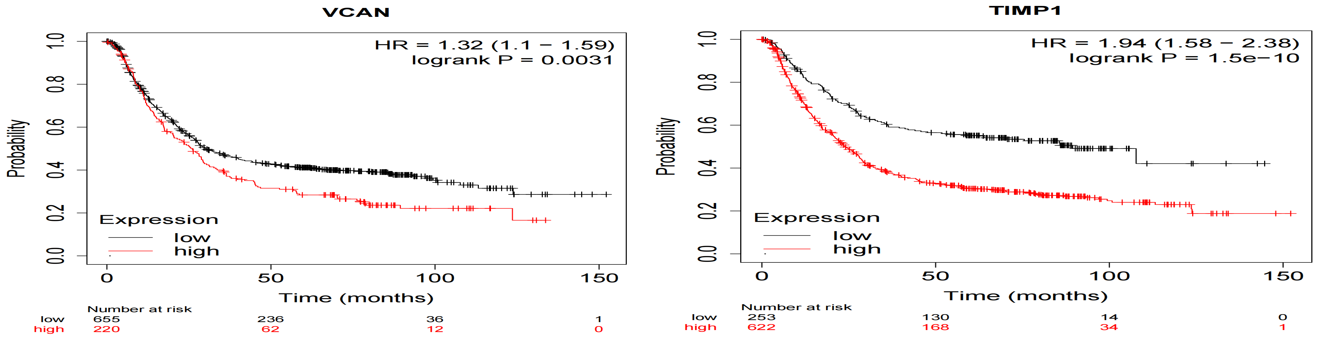 VCAN
HR = 1.32 (1.1 − 1.59)
logrank P = 0.0031
Probability
0.0 0.2 0.4 0.6 0.8 1.0
Expression
low
high
0 50 100 150
Time (months)
Number at risk
low 655 236 36 1
high 220 62 12 0
TIMP1
HR = 1.94 (1.58 − 2.38)
logrank P = 1.5e−10
Probability
0.0 0.2 0.4 0.6 0.8 1.0
Expression
low
high
0 50 100 150
Time (months)
Number at risk
low 253 130 14 0
high 622 168 34 1